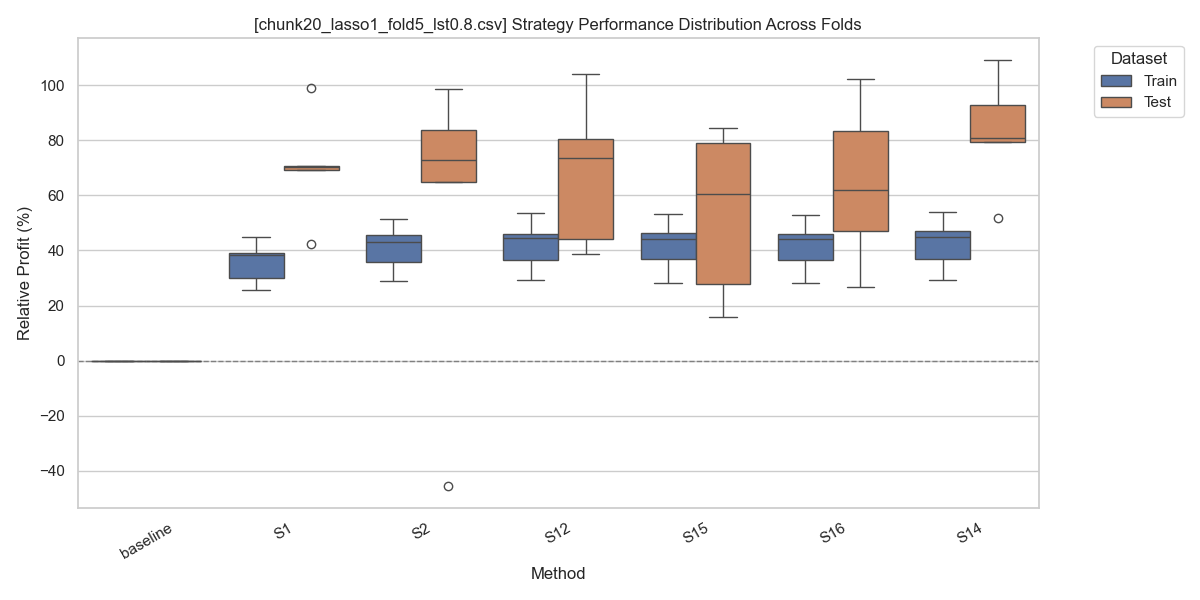 [chunk20_lasso1_fold5_lst0.8.csv] Strategy Performance Distribution Across Folds
Dataset
Train
Test
Relative Profit (%)
100
80
60
40
20
0
−20
−40
baseline
S1
S2
S12
S15
S16
S14
Method